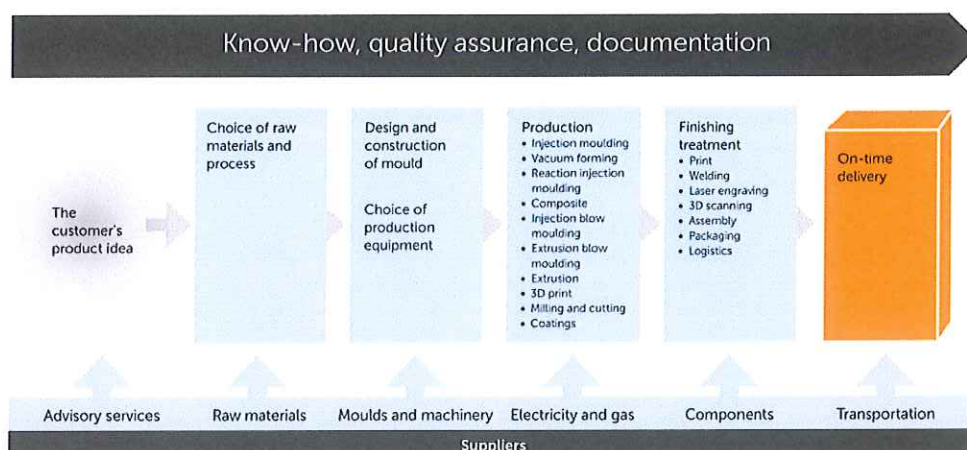 Know-how, quality assurance, documentation
The
customer's
product idea
Choice of raw
materials and
process
Design and
construction
of mould
Choice of
production
equipment
Production
• Injection moulding
• Vacuum forming
• Reaction injection
moulding
• Composite
• Injection blow
moulding
• Extrusion blow
moulding
• Extrusion
• 3D print
• Milling and cutting
• Coatings
Finishing
treatment
• Print
• Welding
• Laser engraving
• 3D scanning
• Assembly
• Packaging
• Logistics
On-time
delivery
Advisory services
Raw materials
Moulds and machinery
Electricity and gas
Components
Transportation
Suppliers